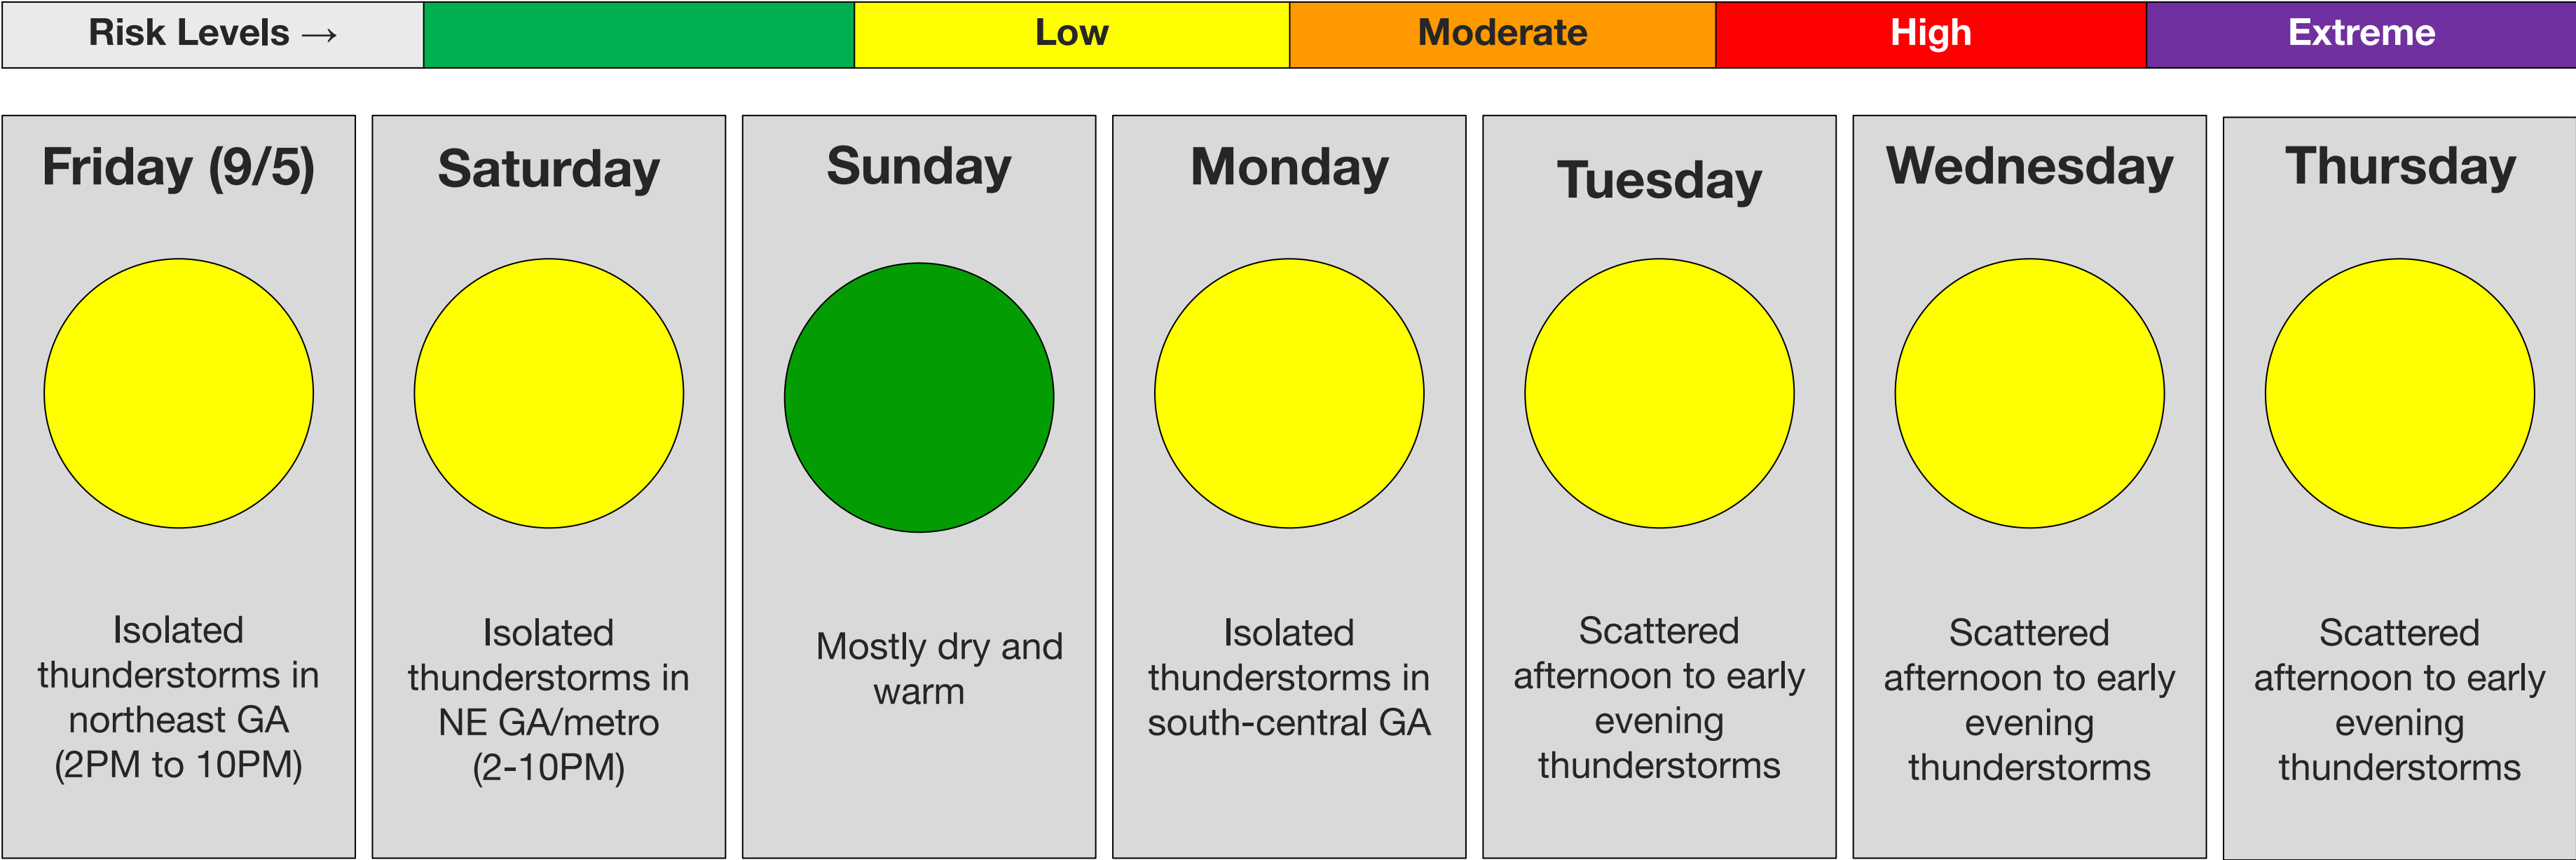 Risk Levels →
Low
Moderate
High
Extreme
Friday (9/5)
Isolated
thunderstorms in
northeast GA
(2PM to 10PM)
Saturday
Isolated
thunderstorms in
NE GA/metro
(2-10PM)
Sunday
Mostly dry and
warm
Monday
Isolated
thunderstorms in
south-central GA
Tuesday
Scattered
afternoon to early
evening
thunderstorms
Wednesday
Scattered
afternoon to early
evening
thunderstorms
Thursday
Scattered
afternoon to early
evening
thunderstorms